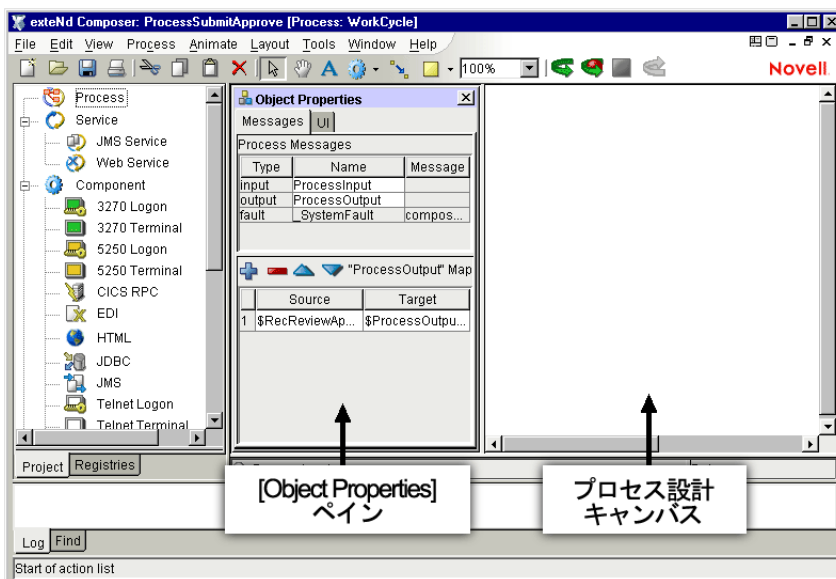 exteNd Composer: ProcessSubmitApprove [Process: WorkCycle]
File Edit View Process Animate Layout Tools Window Help
A 100% Novell
Process
Service
JMS Service
Web Service
Component
3270 Logon
3270 Terminal
5250 Logon
5250 Terminal
CICS RPC
EDI
HTML
JDBC
JMS
Telnet Logon
Telnet Terminal
Project Registries
Object Properties
Messages UI
Process Messages
Type Name Message
input ProcessInput
output ProcessOutput
fault _SystemFault compos...
"ProcessOutput" Map
Source Target
1 $RecReviewAp... $ProcessOutpu...
[Object Properties]
ペイン
プロセス設計
キャンバス
Log Find
Start of action list